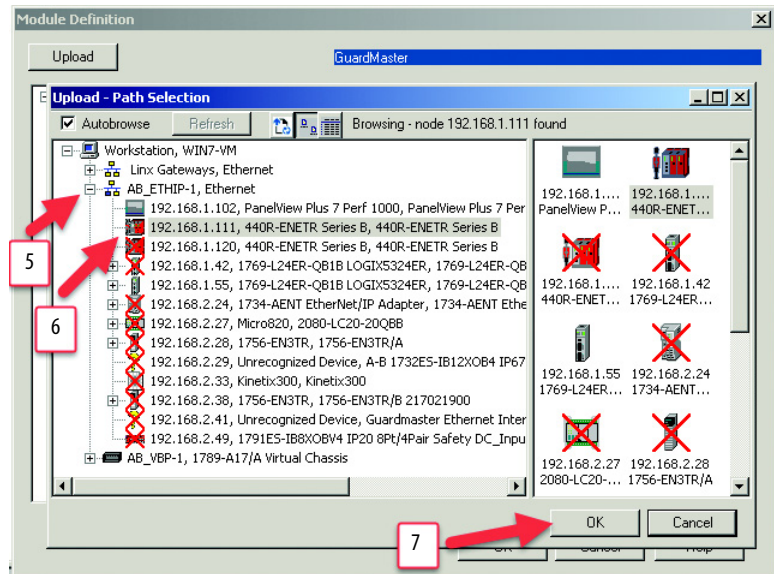 Module Definition
Upload
GuardMaster
Upload - Path Selection
Autobrowse
Refresh
Browsing - node 192.168.1.111 found
Workstation, WIN7-VM
Linx Gateways, Ethernet
AB_ETHIP-1, Ethernet
192.168.1.102, PanelView Plus 7 Perf 1000, PanelView Plus 7 Per
192.168.1.111, 440R-ENETR Series B, 440R-ENETR Series B
192.168.1.120, 440R-ENETR Series B, 440R-ENETR Series B
192.168.1.42, 1769-L24ER-QB1B LOGIX5324ER, 1769-L24ER-QB
192.168.1.55, 1769-L24ER-QB1B LOGIX5324ER, 1769-L24ER-QB
192.168.2.24, 1734-AENT EtherNet/IP Adapter, 1734-AENT Ethe
192.168.2.27, Micro820, 2080-LC20-20QBB
192.168.2.28, 1756-EN3TR, 1756-EN3TR/A
192.168.2.29, Unrecognized Device, A-B 1732ES-IB12XOB4 IP67
192.168.2.33, Kinetix300, Kinetix300
192.168.2.38, 1756-EN3TR, 1756-EN3TR/B 217021900
192.168.2.41, Unrecognized Device, Guardmaster Ethernet Inter
192.168.2.49, 1791ES-IB8XOBV4 IP20 8Pt/4Pair Safety DC_Inpu
AB_VBP-1, 1789-A17/A Virtual Chassis
192.168.1.... 192.168.1....
PanelView P... 440R-ENET...
192.168.1.... 192.168.1.42
440R-ENET... 1769-L24ER...
192.168.1.55 192.168.2.24
1769-L24ER... 1734-AENT...
192.168.2.27 192.168.2.28
2080-LC20-... 1756-EN3TR/A
5
6
7
OK
Cancel